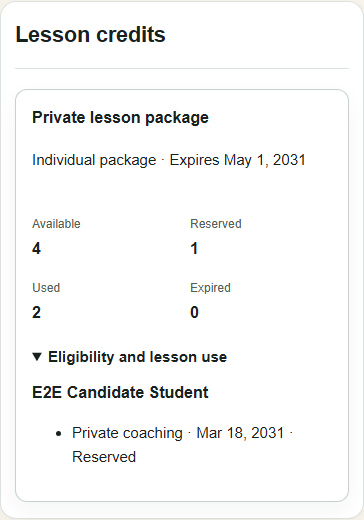 Lesson credits
Private lesson package
Individual package · Expires May 1, 2031
Available
4
Reserved
1
Used
2
Expired
0
▼ Eligibility and lesson use
E2E Candidate Student
• Private coaching · Mar 18, 2031 ·
Reserved